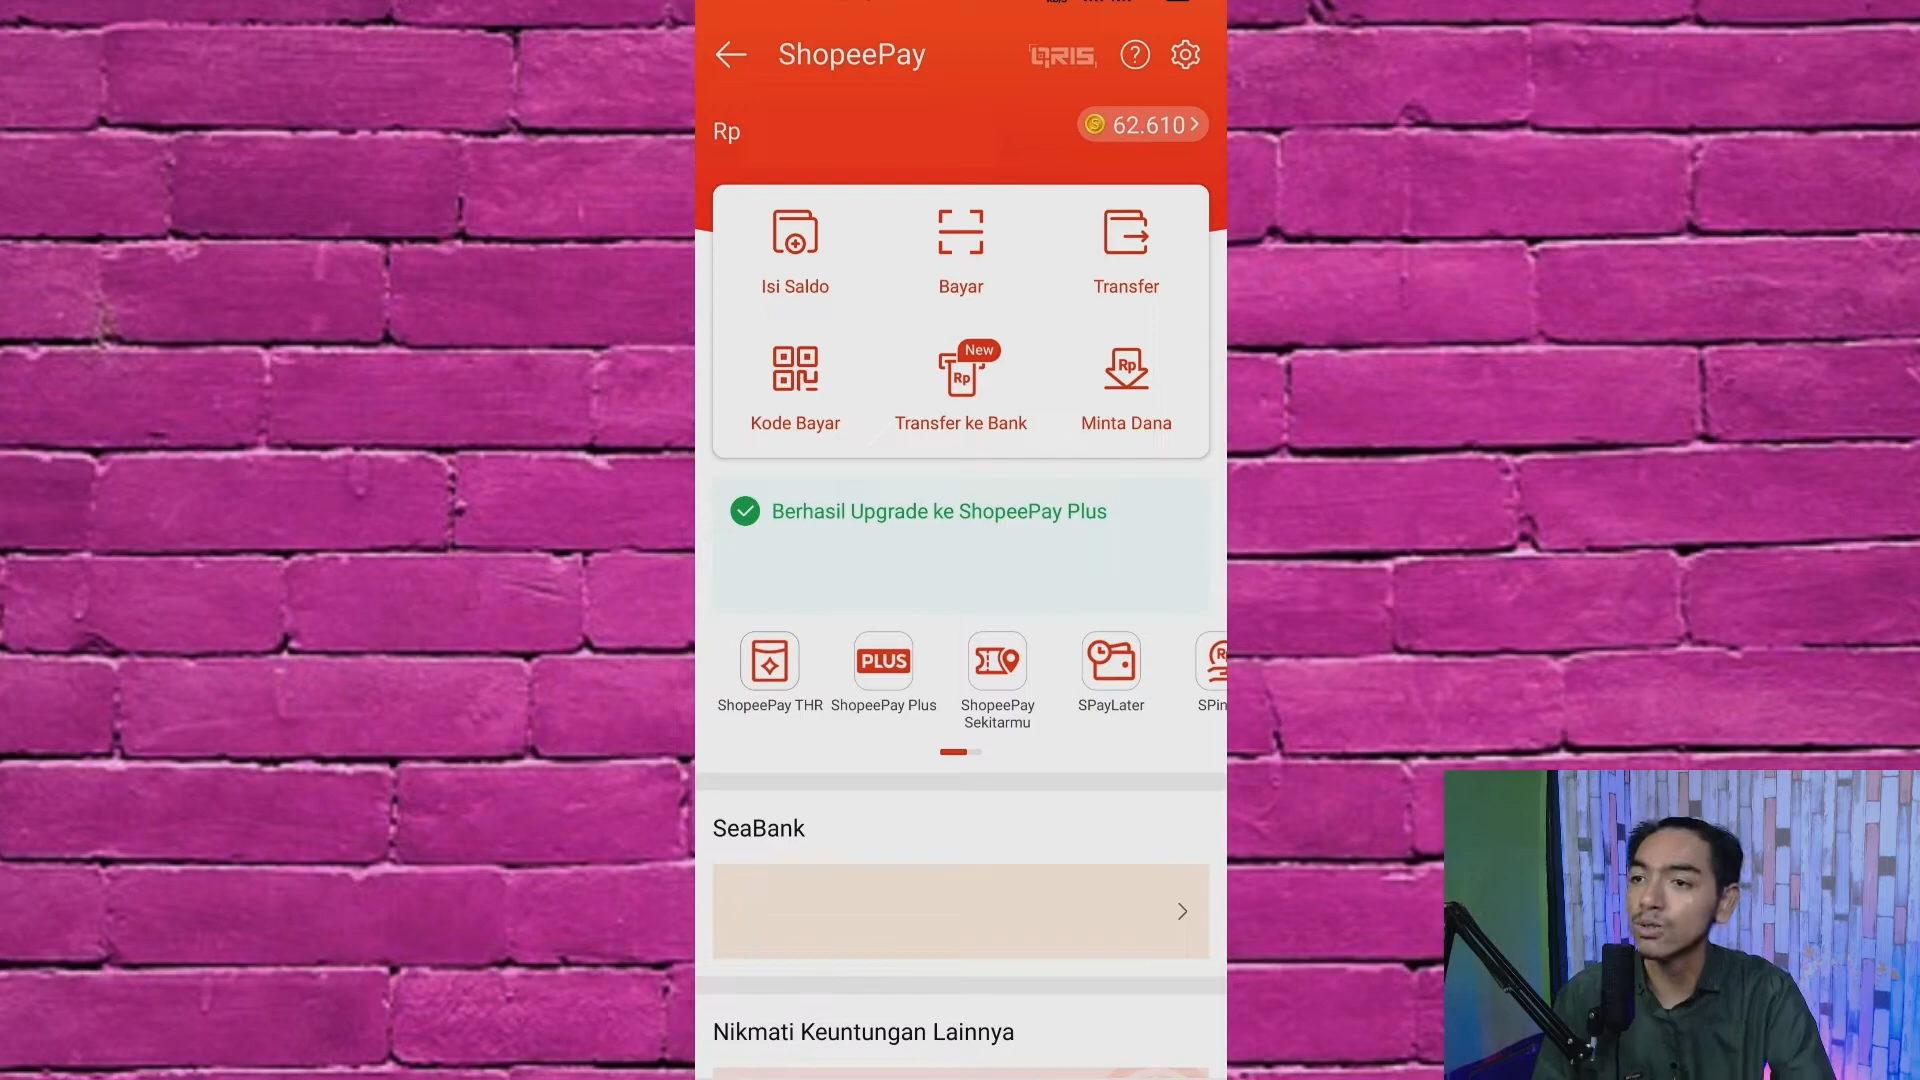 ShopeePay
QRIS
?
Rp
62.610
Isi Saldo
Bayar
Transfer
New
Rp
Rp
Kode Bayar
Transfer ke Bank
Minta Dana
Berhasil Upgrade ke ShopeePay Plus
PLUS
ShopeePay THR
ShopeePay Plus
ShopeePay
Sekitarmu
SPayLater
SPin
SeaBank
Nikmati Keuntungan Lainnya